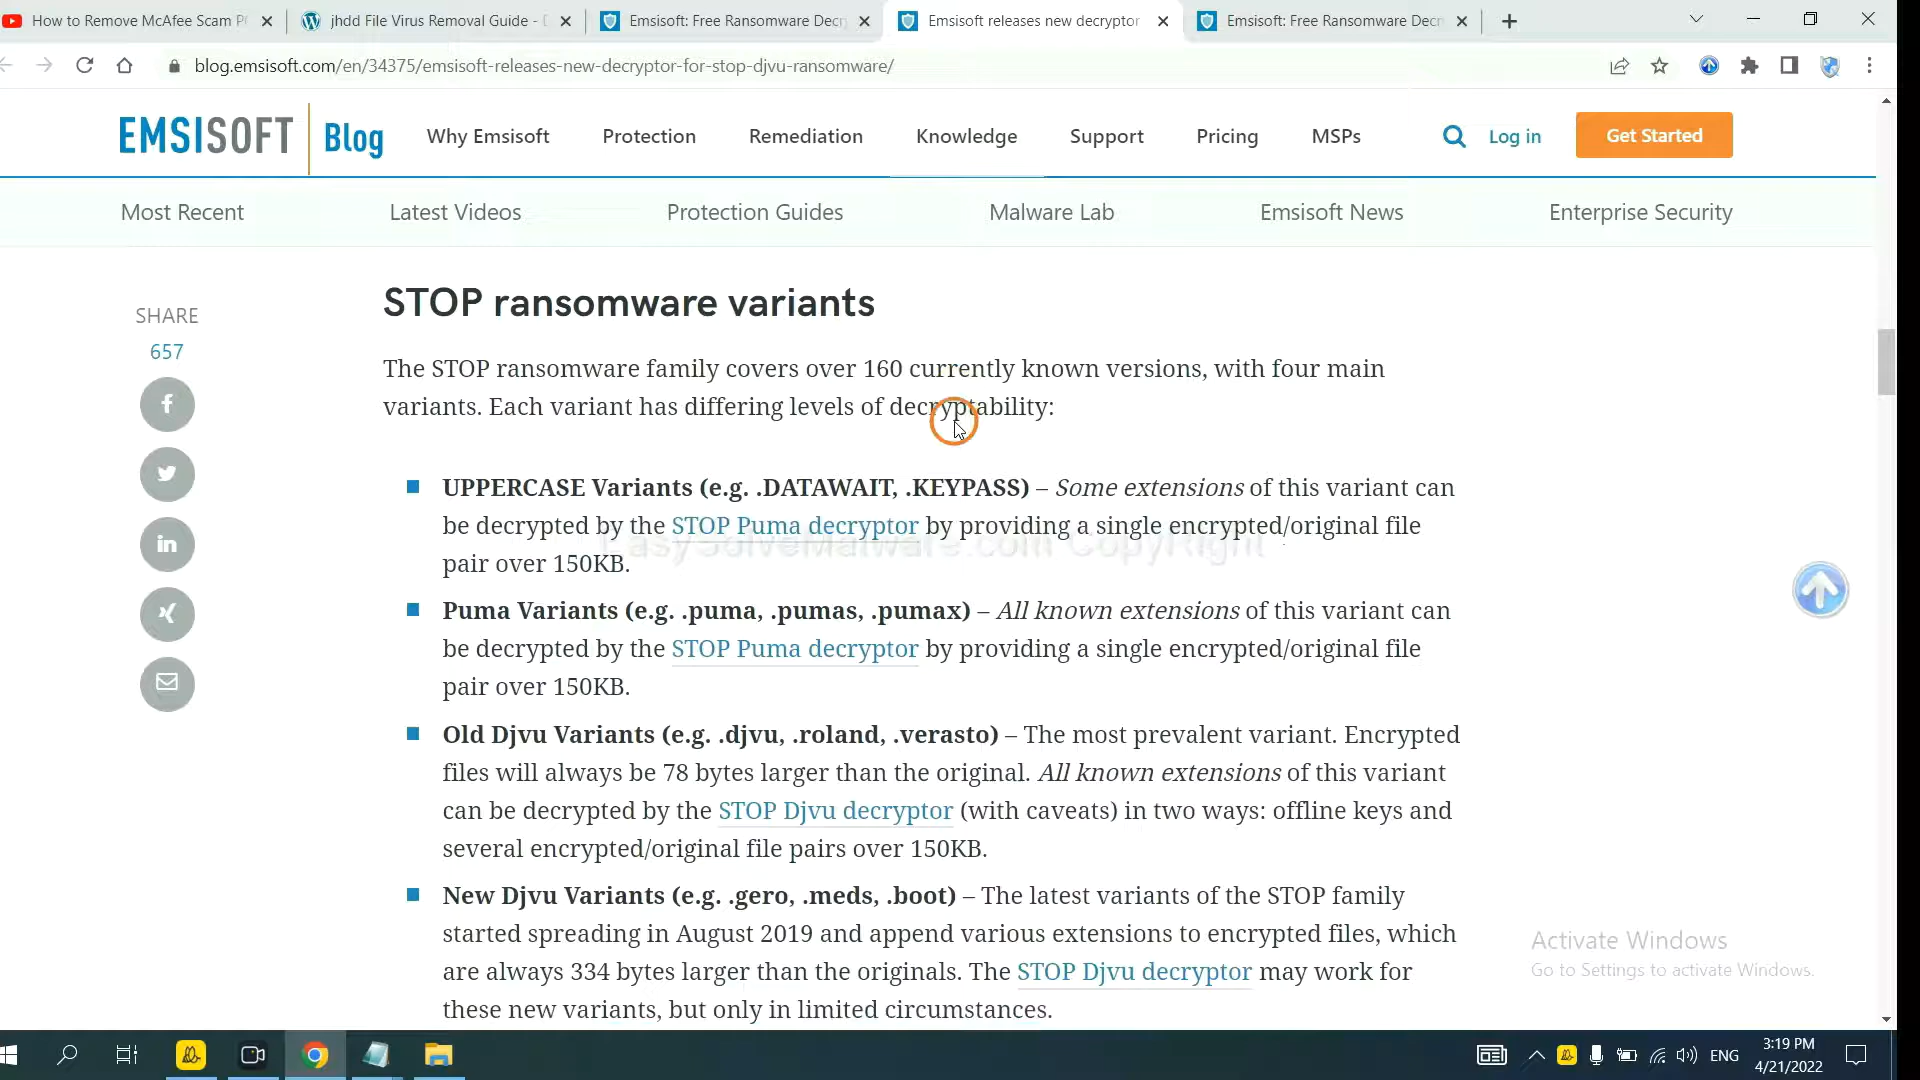 How to Remove McAfee Scam P
jhdd File Virus Removal Guide -
Emsisoft: Free Ransomware Decry
Emsisoft releases new decryptor
Emsisoft: Free Ransomware Decr
blog.emsisoft.com/en/34375/emsisoft-releases-new-decryptor-for-stop-djvu-ransomware/
EMSISOFT Blog
Why Emsisoft
Protection
Remediation
Knowledge
Support
Pricing
MSPs
Log in
Get Started
Most Recent
Latest Videos
Protection Guides
Malware Lab
Emsisoft News
Enterprise Security
SHARE
657
STOP ransomware variants
The STOP ransomware family covers over 160 currently known versions, with four main
variants. Each variant has differing levels of decryptability:
UPPERCASE Variants (e.g. .DATAWAIT, .KEYPASS) – Some extensions of this variant can
be decrypted by the STOP Puma decryptor by providing a single encrypted/original file
EasySolveMalware.com CopyRight
pair over 150KB.
Puma Variants (e.g. .puma, .pumas, .pumax) – All known extensions of this variant can
be decrypted by the STOP Puma decryptor by providing a single encrypted/original file
pair over 150KB.
Old Djvu Variants (e.g. .djvu, .roland, .verasto) – The most prevalent variant. Encrypted
files will always be 78 bytes larger than the original. All known extensions of this variant
can be decrypted by the STOP Djvu decryptor (with caveats) in two ways: offline keys and
several encrypted/original file pairs over 150KB.
New Djvu Variants (e.g. .gero, .meds, .boot) – The latest variants of the STOP family
started spreading in August 2019 and append various extensions to encrypted files, which
are always 334 bytes larger than the originals. The STOP Djvu decryptor may work for
these new variants, but only in limited circumstances.
Activate Windows
Go to Settings to activate Windows.
ENG
3:19 PM
4/21/2022